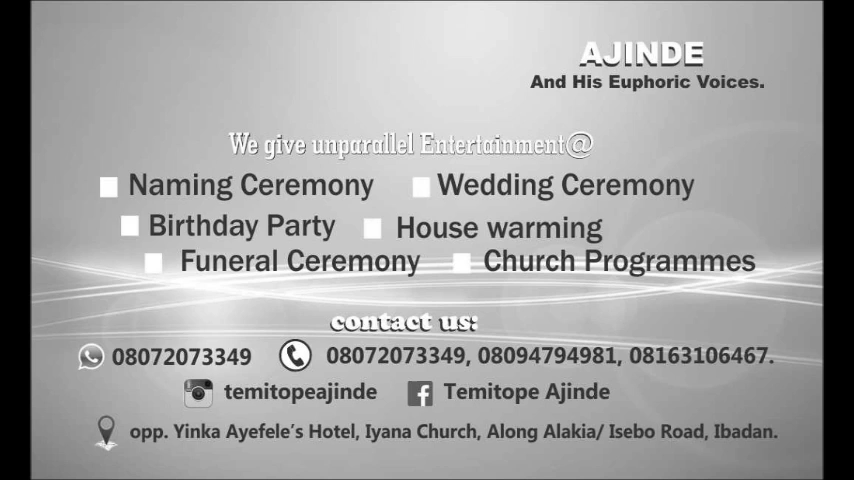 AJINDE
And His Euphoric Voices.
We give unparallel Entertainment@
Naming Ceremony Wedding Ceremony
Birthday Party House warming
Funeral Ceremony Church Programmes
contact us:
08072073349 08072073349, 08094794981, 08163106467.
temitopeajinde Temitope Ajinde
opp. Yinka Ayefele's Hotel, Iyana Church, Along Alakia/ Isebo Road, Ibadan.